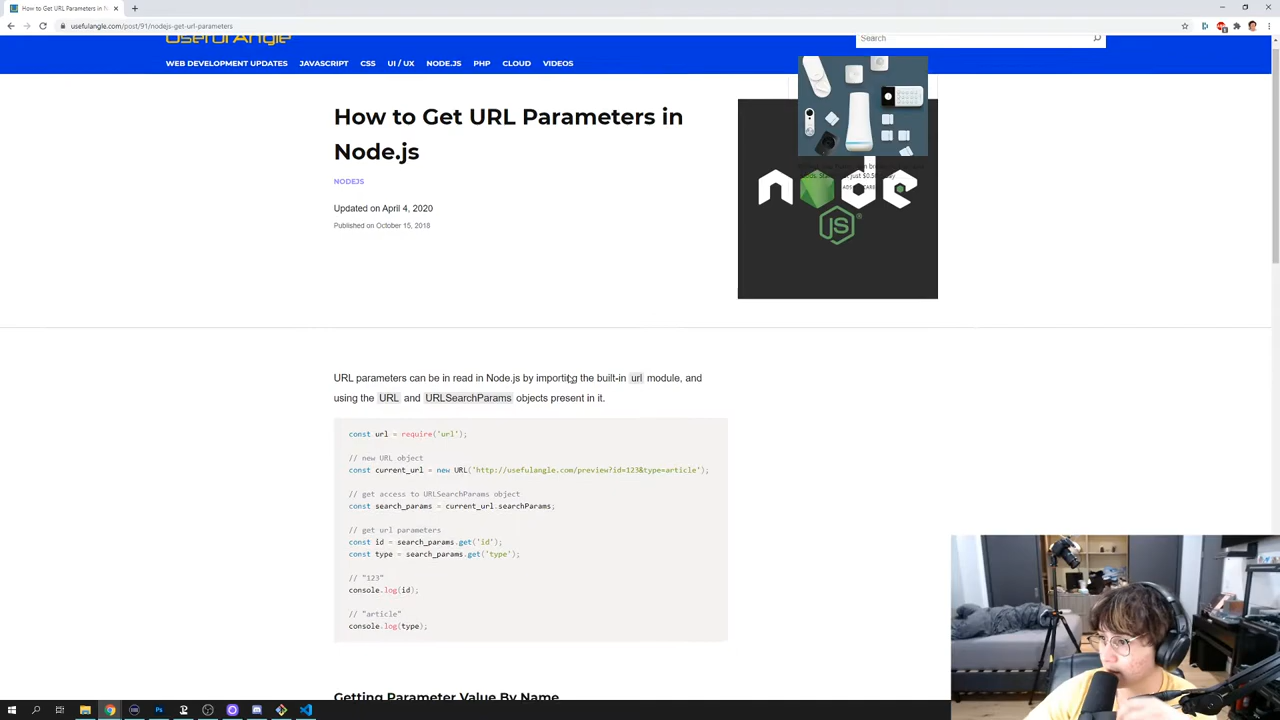 How to Get URL Parameters in N
usefulangle.com/post/91/nodejs-get-url-parameters
UsefulAngle
Search
WEB DEVELOPMENT UPDATES JAVASCRIPT CSS UI / UX NODE.JS PHP CLOUD VIDEOS
How to Get URL Parameters in
Node.js
NODEJS
Updated on April 4, 2020
Published on October 15, 2018
node
JS
URL parameters can be in read in Node.js by importing the built-in url module, and
using the URL and URLSearchParams objects present in it.
const url = require('url');
// new URL object
const current_url = new URL('http://usefulangle.com/preview?id=123&type=article');
// get access to URLSearchParams object
const search_params = current_url.searchParams;
// get url parameters
const id = search_params.get('id');
const type = search_params.get('type');
// "123"
console.log(id);
// "article"
console.log(type);
Getting Parameter Value By Name